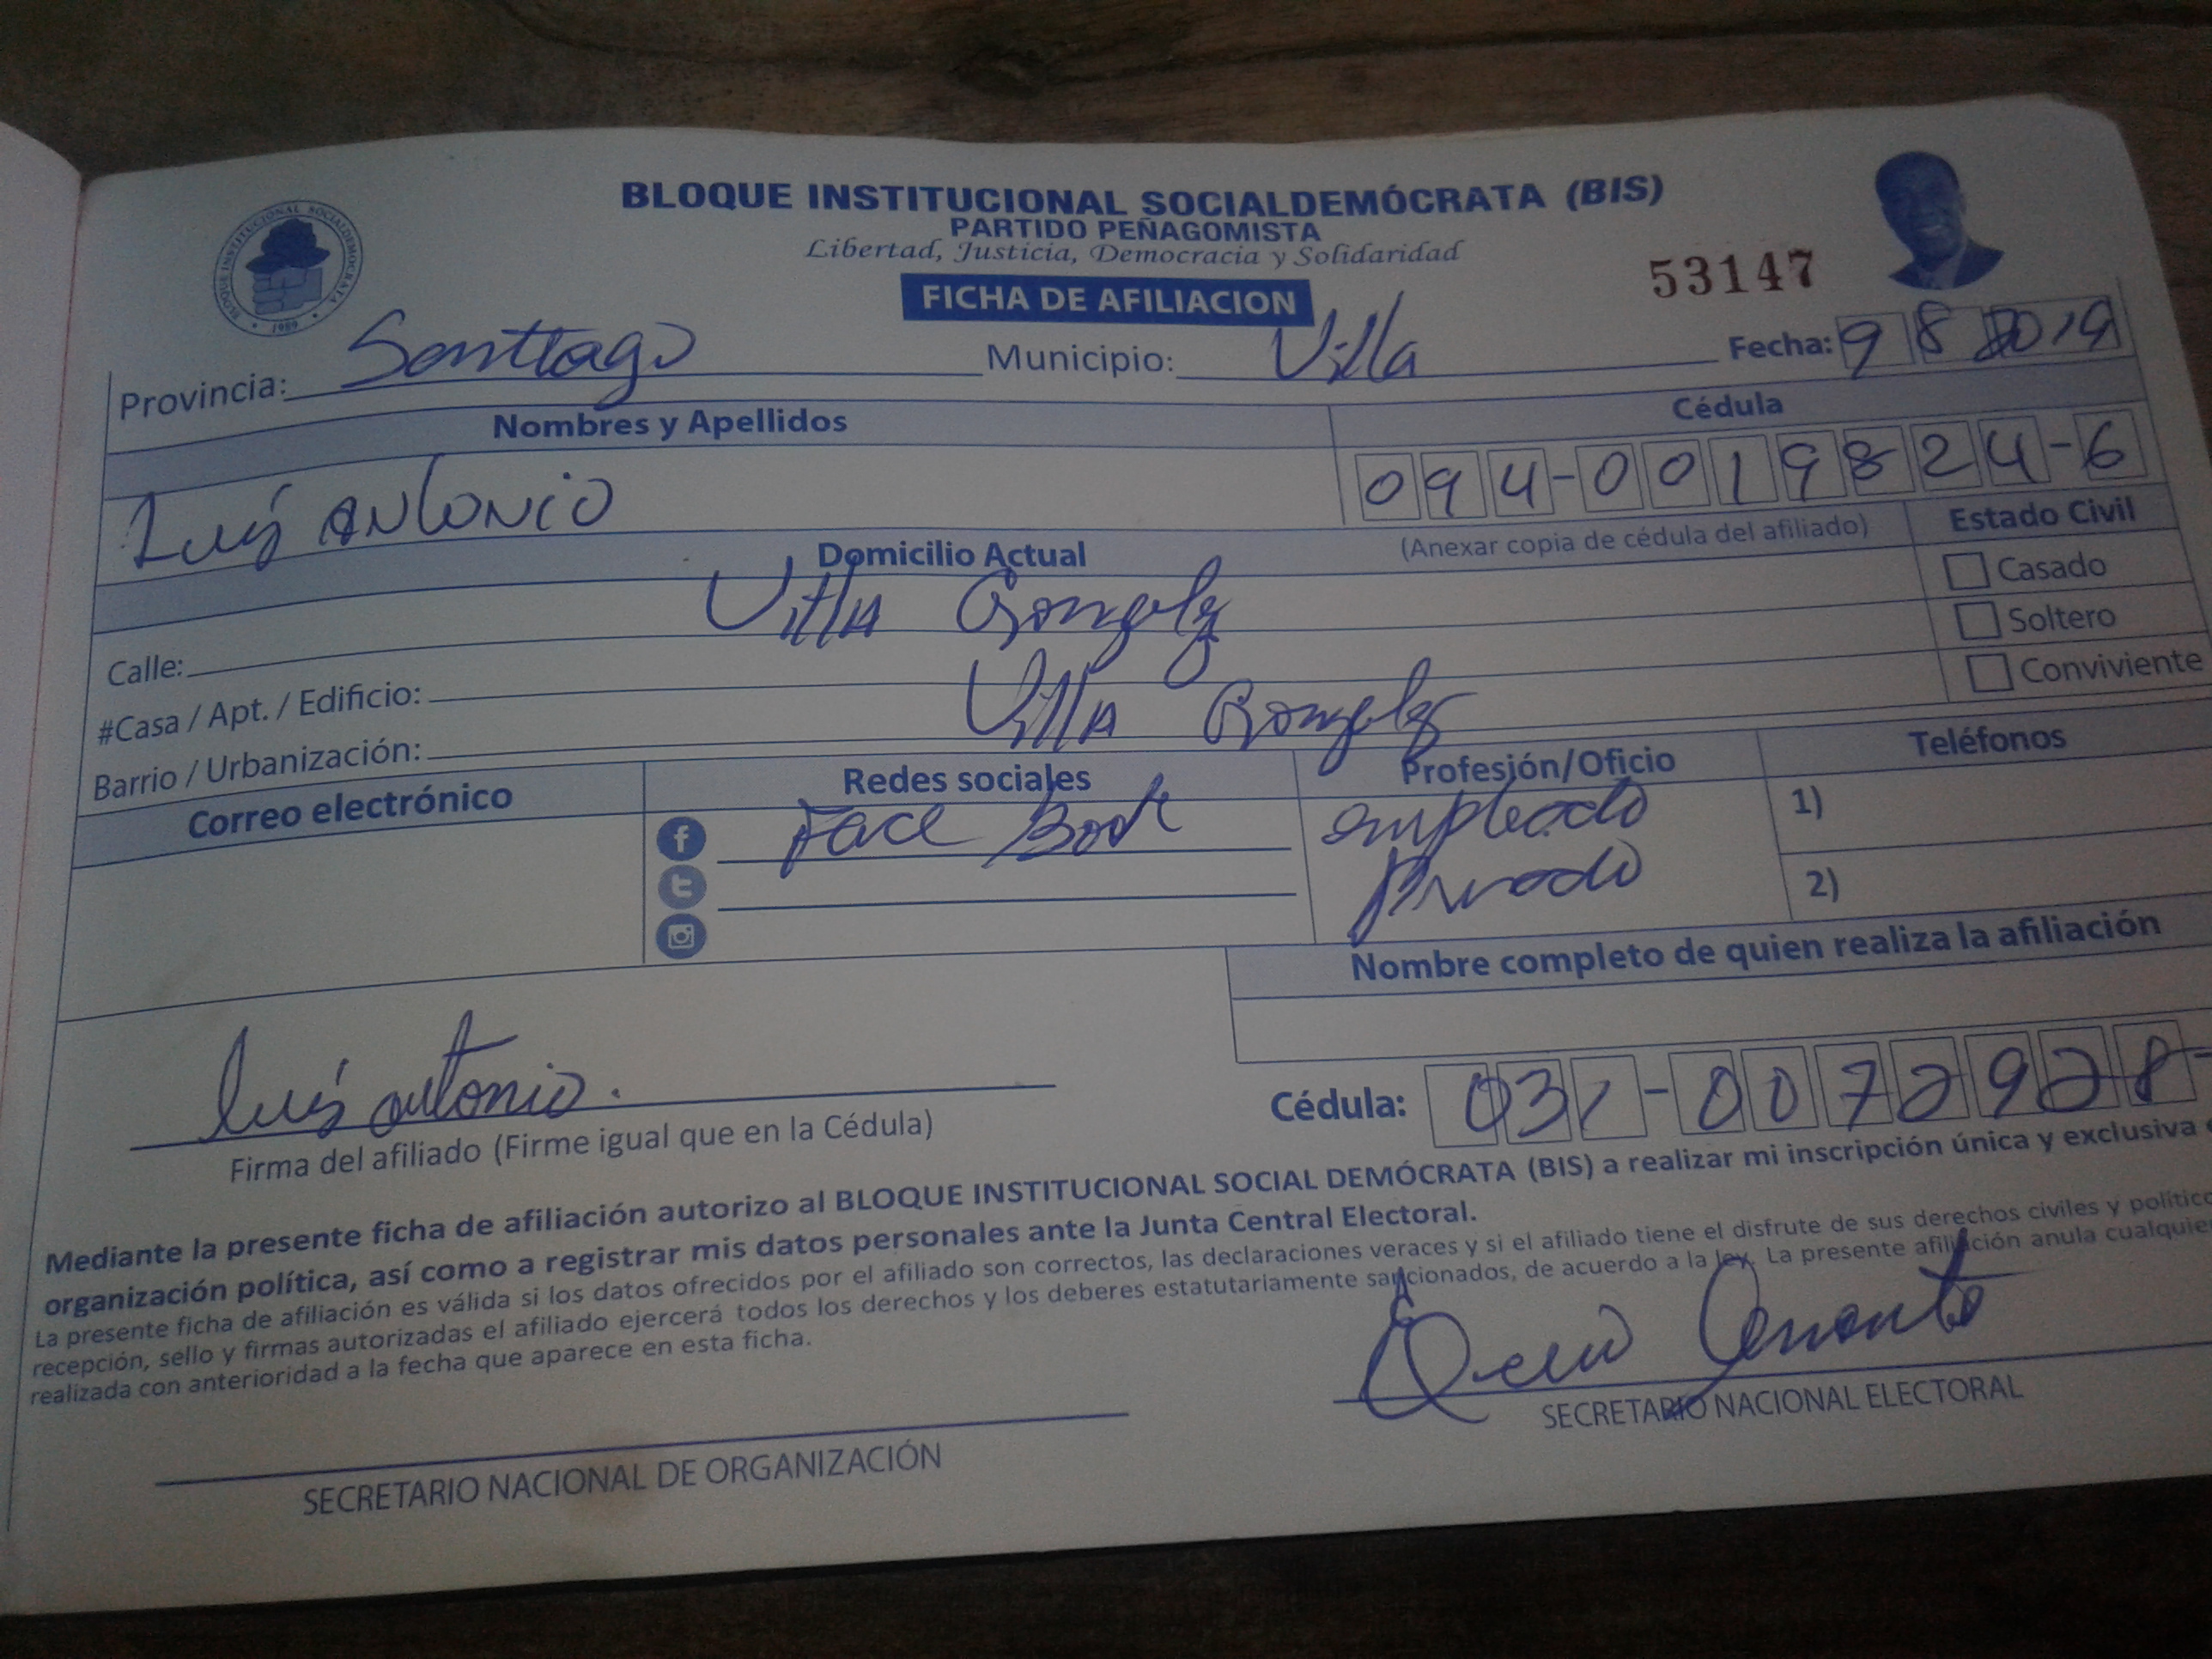 BLOQUE INSTITUCIONAL SOCIALDEMÓCRATA (BIS)
PARTIDO PEÑAGOMISTA
Libertad, Justicia, Democracia y Solidaridad
BLOQUE INSTITUCIONAL SOCIALDEMOCRATA
1989
FICHA DE AFILIACION
53147
Provincia: Santiago Municipio: Villa Fecha: 9 8 2019
Nombres y Apellidos Cédula
Luis Antonio 094-0019824-6
Domicilio Actual (Anexar copia de cédula del afiliado) Estado Civil
Casado
Calle: Villa Gonzalez Soltero
#Casa / Apt. / Edificio: Conviviente
Barrio / Urbanización: Villa Gonzalez
Correo electrónico Redes sociales Profesión/Oficio Teléfonos
Face Book empleado 1)
privado 2)
Nombre completo de quien realiza la afiliación
luis antonio.
Cédula: 031-0072928-
Firma del afiliado (Firme igual que en la Cédula)
Mediante la presente ficha de afiliación autorizo al BLOQUE INSTITUCIONAL SOCIAL DEMÓCRATA (BIS) a realizar mi inscripción única y exclusiva
organización política, así como a registrar mis datos personales ante la Junta Central Electoral.
La presente ficha de afiliación es válida si los datos ofrecidos por el afiliado son correctos, las declaraciones veraces y si el afiliado tiene el disfrute de sus derechos civiles y político
recepción, sello y firmas autorizadas el afiliado ejercerá todos los derechos y los deberes estatutariamente sancionados, de acuerdo a la ley. La presente afiliación anula cualquie
realizada con anterioridad a la fecha que aparece en esta ficha.
SECRETARIO NACIONAL DE ORGANIZACIÓN
SECRETARIO NACIONAL ELECTORAL